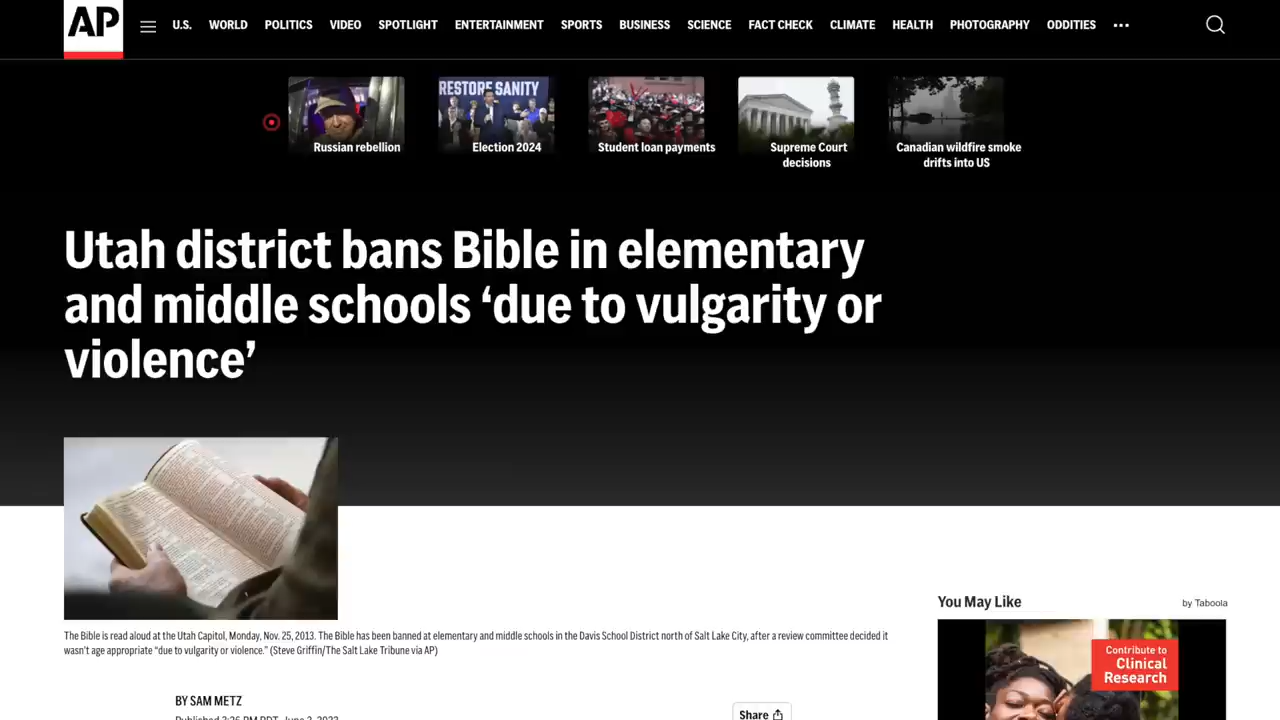 AP
U.S. WORLD POLITICS VIDEO SPOTLIGHT ENTERTAINMENT SPORTS BUSINESS SCIENCE FACT CHECK CLIMATE HEALTH PHOTOGRAPHY ODDITIES
RESTORE SANITY
Russian rebellion
Election 2024
Student loan payments
Supreme Court
decisions
Canadian wildfire smoke
drifts into US
Utah district bans Bible in elementary
and middle schools ‘due to vulgarity or
violence’
The Bible is read aloud at the Utah Capitol, Monday, Nov. 25, 2013. The Bible has been banned at elementary and middle schools in the Davis School District north of Salt Lake City, after a review committee decided it
wasn’t age appropriate “due to vulgarity or violence.” (Steve Griffin/The Salt Lake Tribune via AP)
BY SAM METZ
Share
You May Like
by Taboola
Contribute to
Clinical
Research